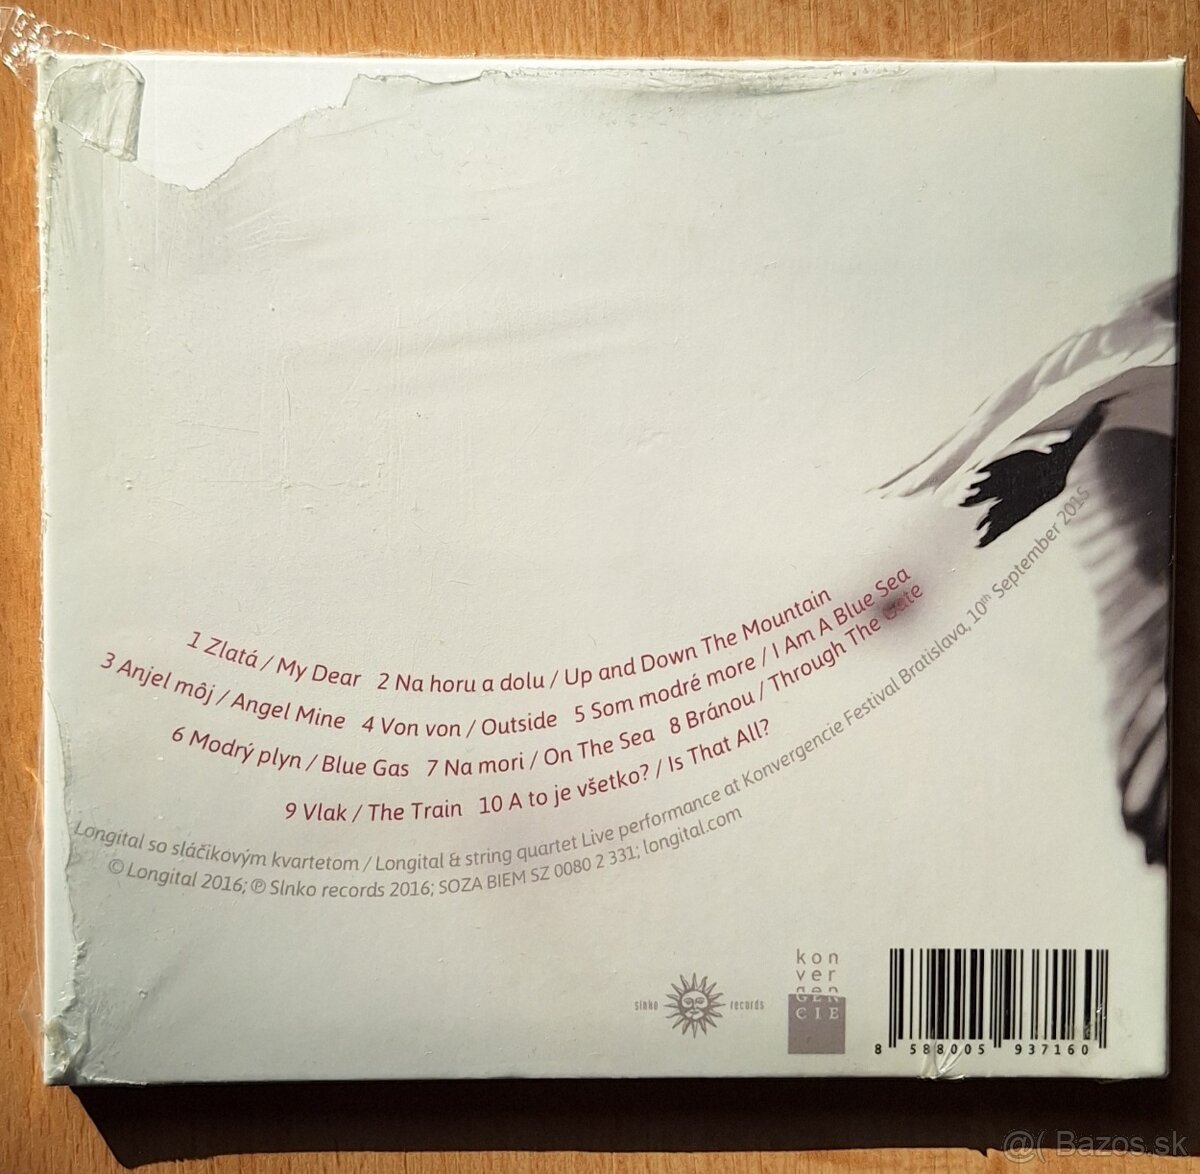 1 Zlatá / My Dear 2 Na horu a dolu / Up and Down The Mountain
3 Anjel môj / Angel Mine 4 Von von / Outside 5 Som modré more / I Am A Blue Sea
6 Modrý plyn / Blue Gas 7 Na mori / On The Sea 8 Bránou / Through The Gate
9 Vlak / The Train 10 A to je všetko? / Is That All?
Longital so sláčikovým kvartetom / Longital & string quartet Live performance at Konvergencie Festival Bratislava, 10th September 2015
© Longital 2016; ℗ Slnko records 2016; SOZA BIEM SZ 0080 2 331; longital.com
slnko records
kon
ver
gen
CIE
8 588005 937160
@( Bazos.sk